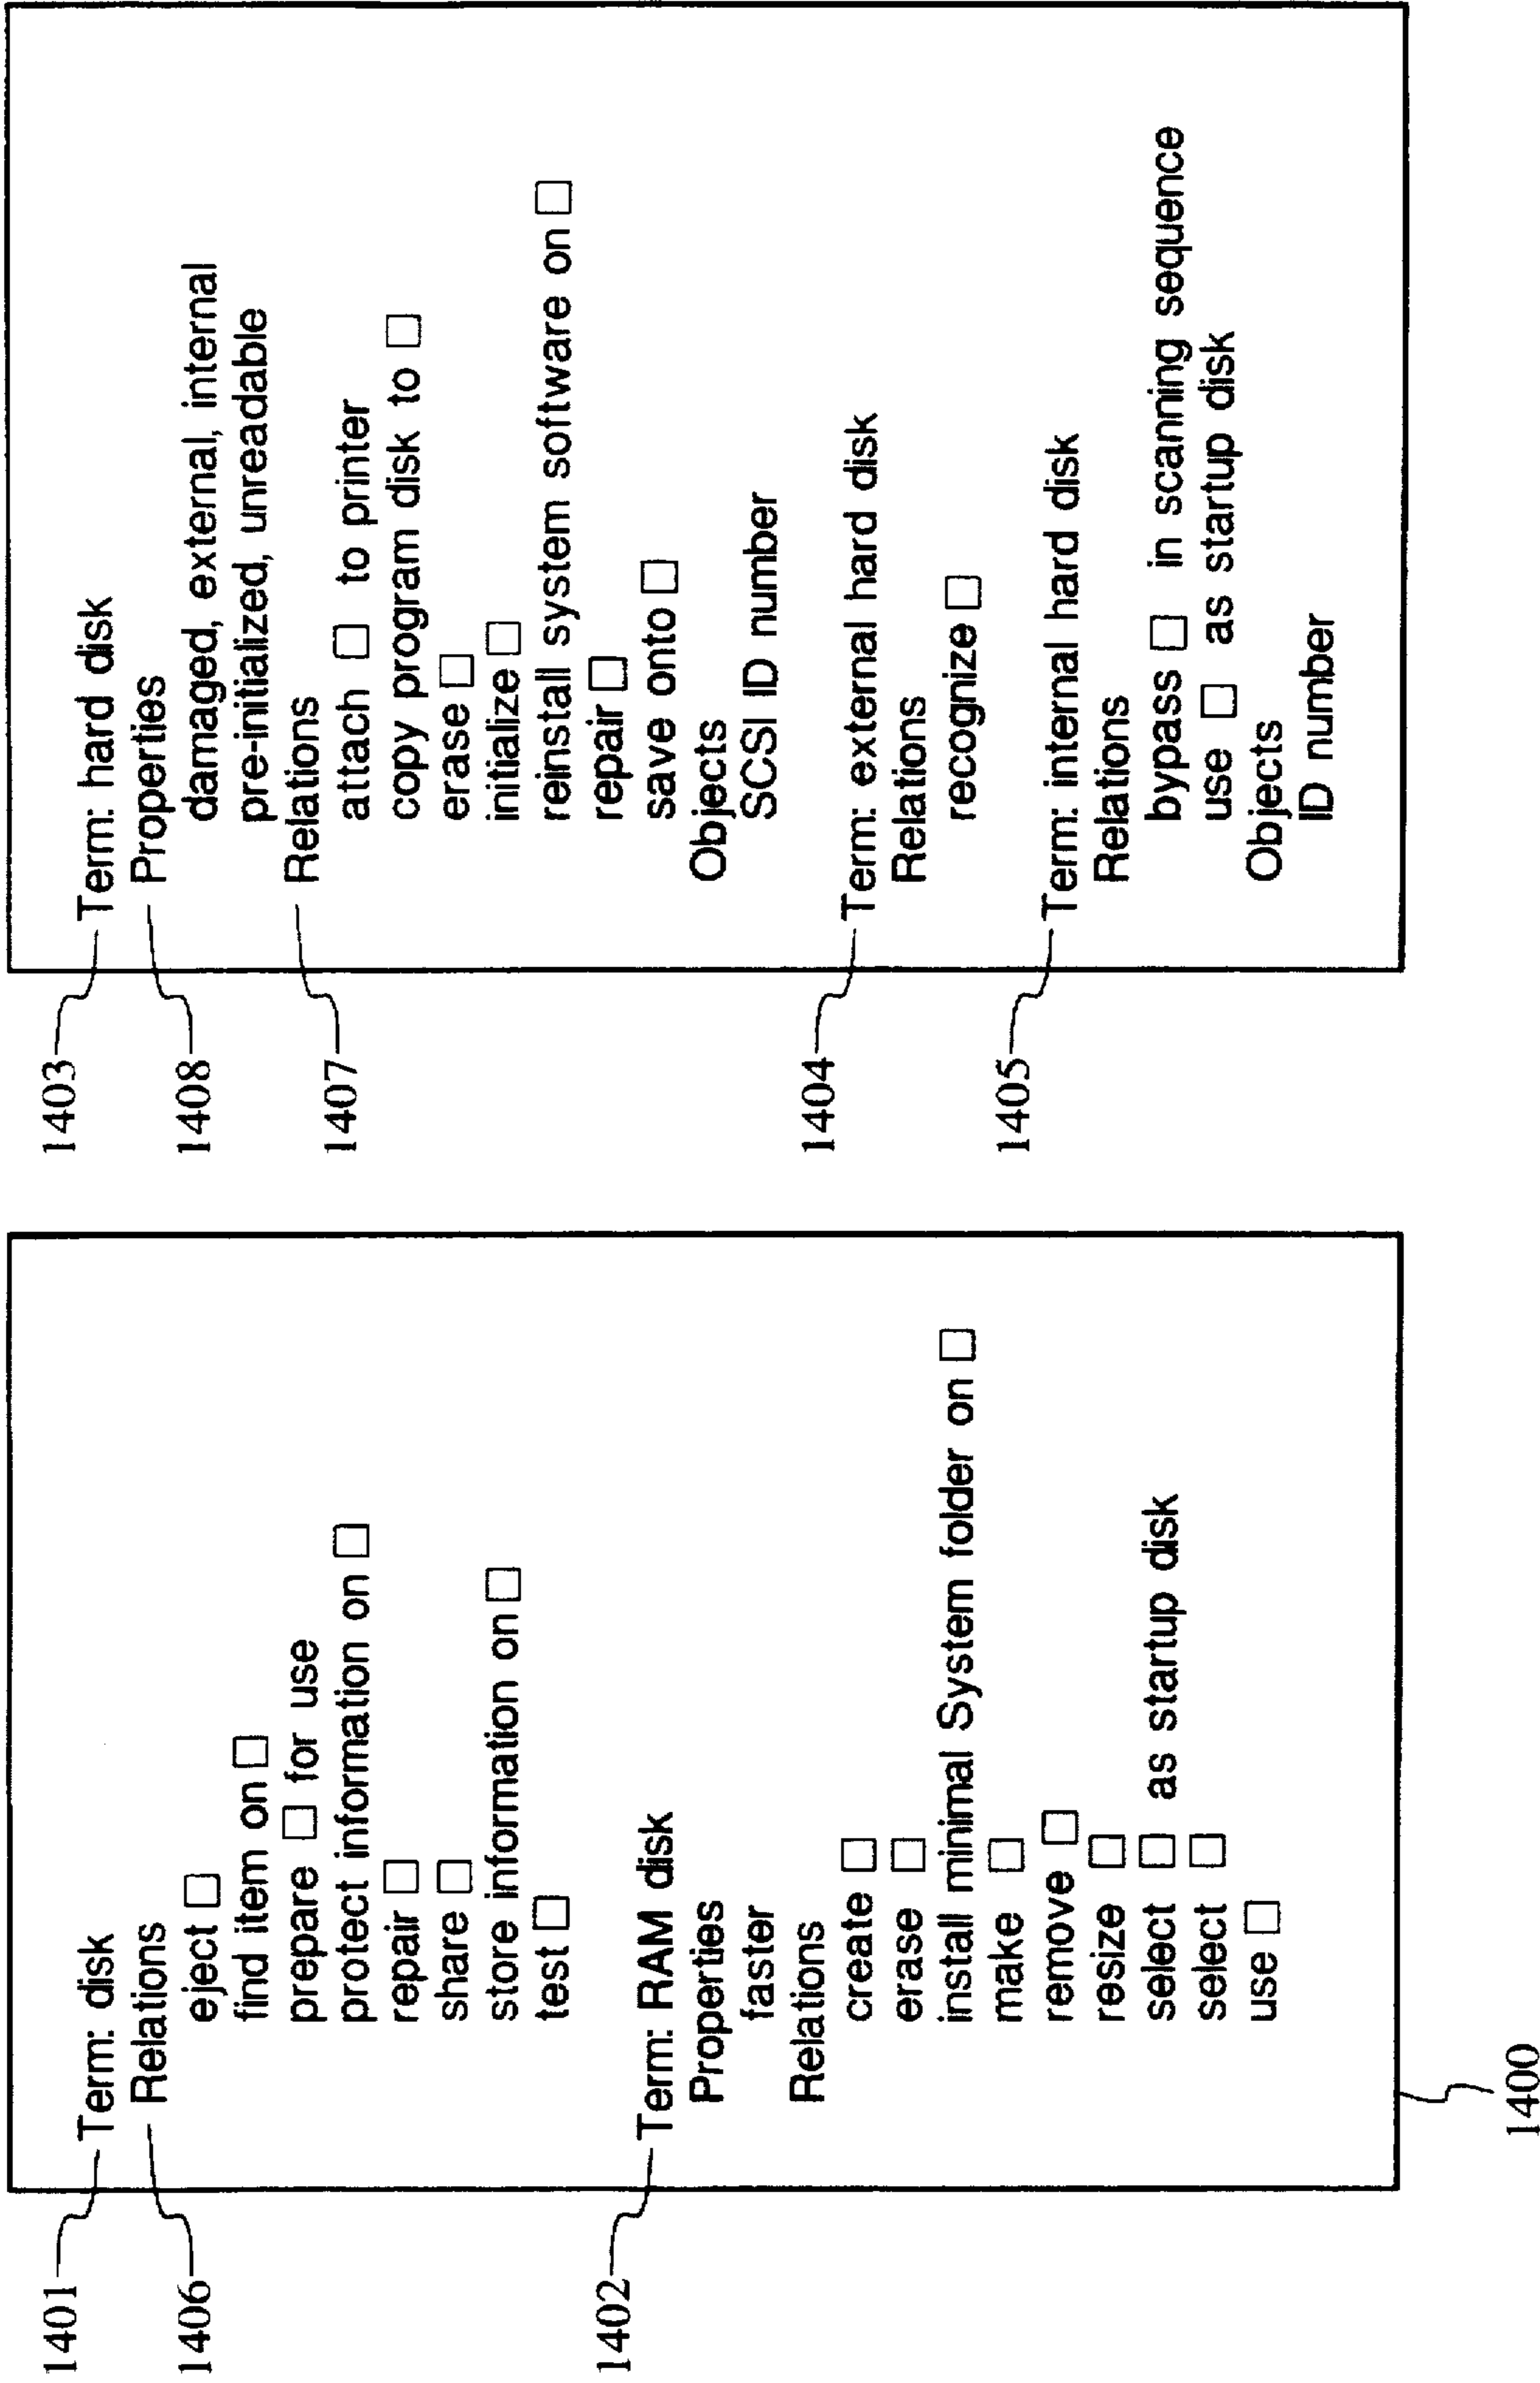 1401
Term: disk
1406
Relations
eject □
find item on □
prepare □ for use
protect information on □
repair □
share □
store information on □
test □
1402
Term: RAM disk
Properties
faster
Relations
create □
erase □
install minimal System folder on □
make □
remove □
resize □
select □ as startup disk
select □
use □
1400
1403
Term: hard disk
1408
Properties
damaged, external, internal
pre-initialized, unreadable
1407
Relations
attach □ to printer
copy program disk to □
erase □
initialize □
reinstall system software on □
repair □
save onto □
Objects
SCSI ID number
1404
Term: external hard disk
Relations
recognize □
1405
Term: internal hard disk
Relations
bypass □ in scanning sequence
use □ as startup disk
Objects
ID number